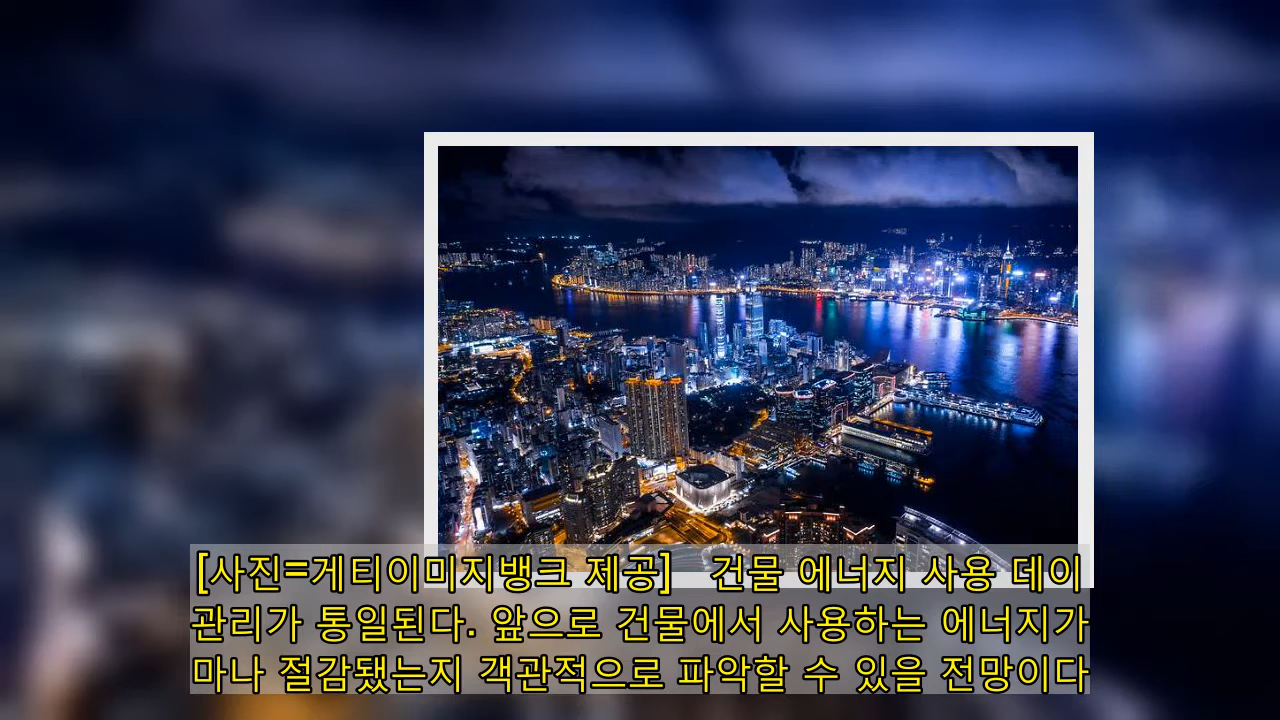 [사진=게티이미지뱅크 제공] 건물 에너지 사용 데이
관리가 통일된다. 앞으로 건물에서 사용하는 에너지가
마나 절감됐는지 객관적으로 파악할 수 있을 전망이다